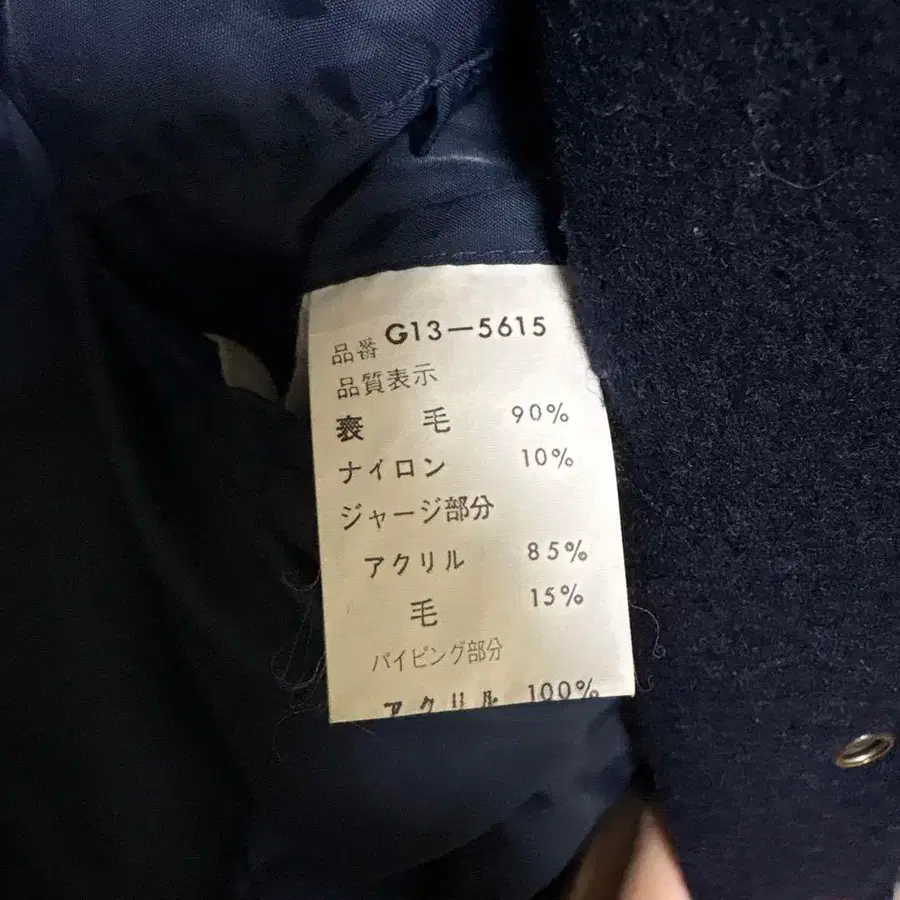 品番 G13-5615
品質表示
表 毛 90%
ナイロン 10%
ジャージ部分
アクリル 85%
毛 15%
パイピング部分
アクリル 100%